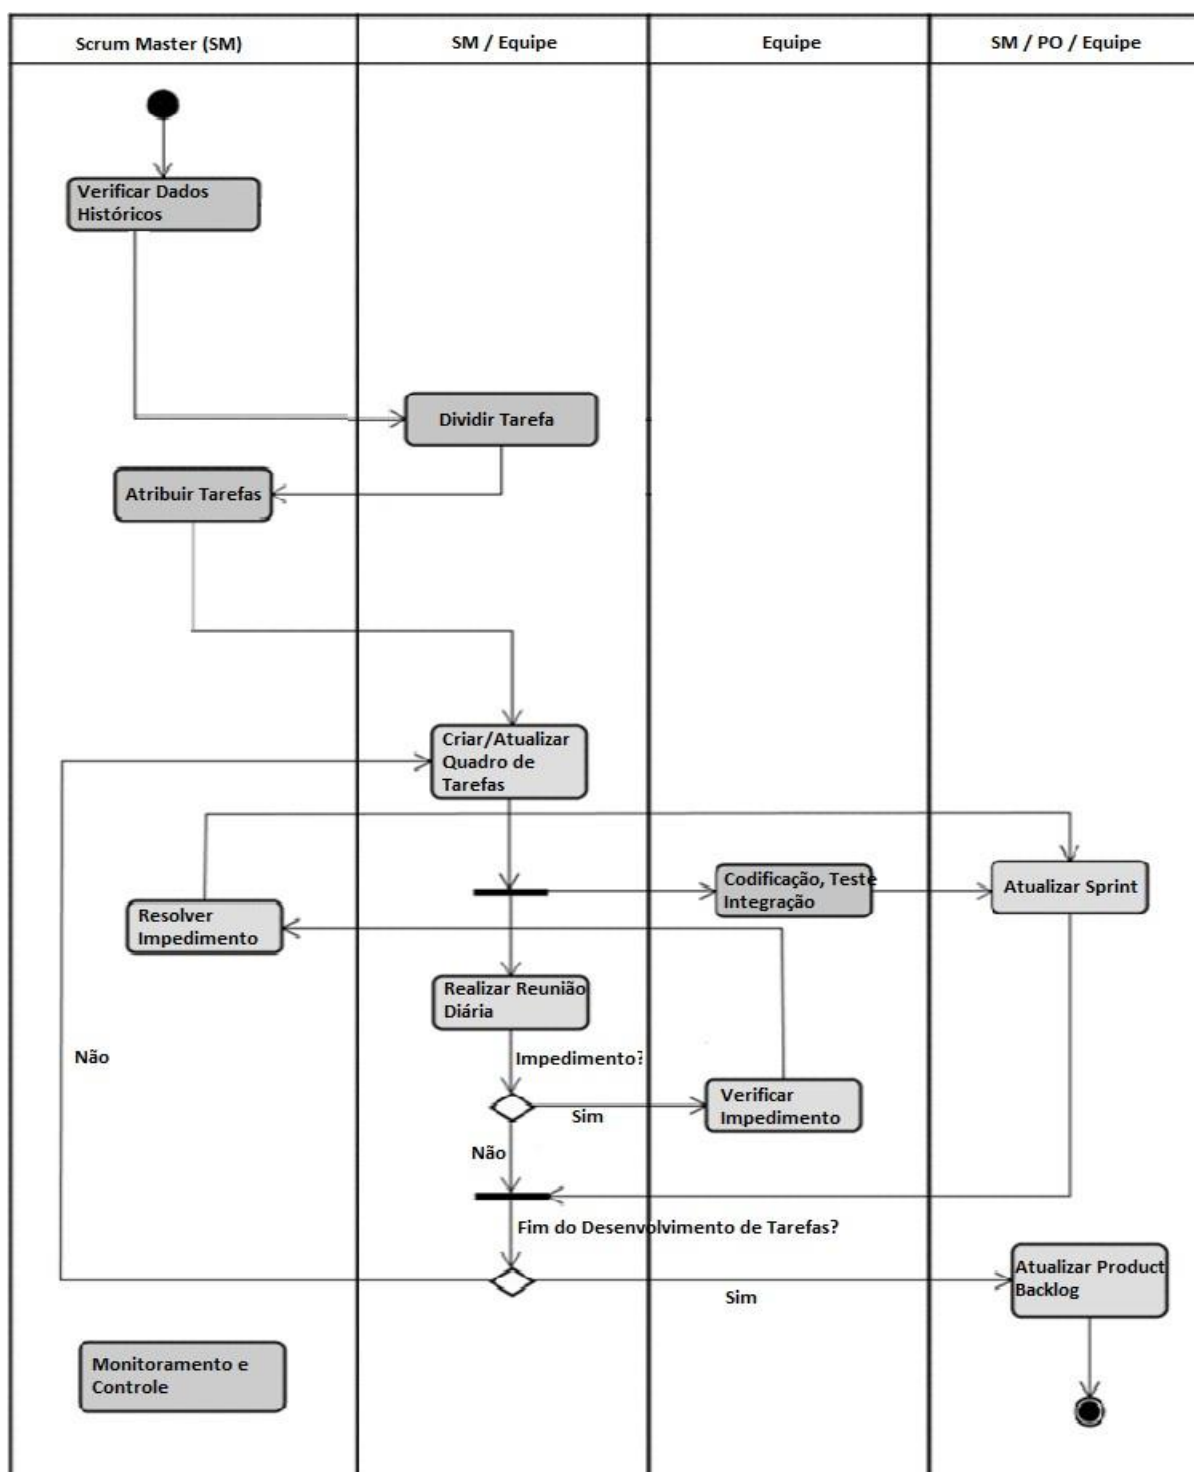 Scrum Master (SM)
SM / Equipe
Equipe
SM / PO / Equipe
Verificar Dados
Históricos
Dividir Tarefa
Atribuir Tarefas
Criar/Atualizar
Quadro de
Tarefas
Codificação, Teste
Integração
Atualizar Sprint
Resolver
Impedimento
Realizar Reunião
Diária
Não
Impedimento?
Verificar
Impedimento
Sim
Não
Fim do Desenvolvimento de Tarefas?
Atualizar Product
Backlog
Sim
Monitoramento e
Controle